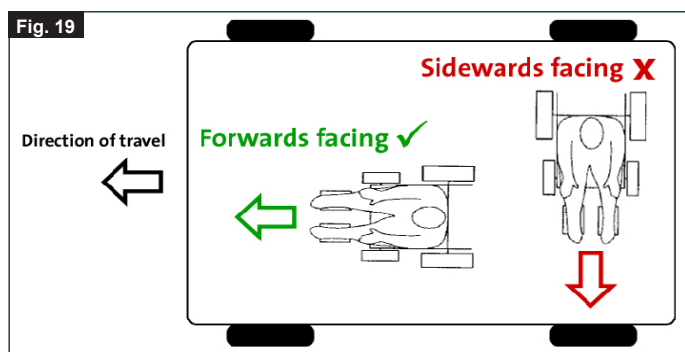 Fig. 19
Sidewards facing X
Direction of travel
Forwards facing ✓